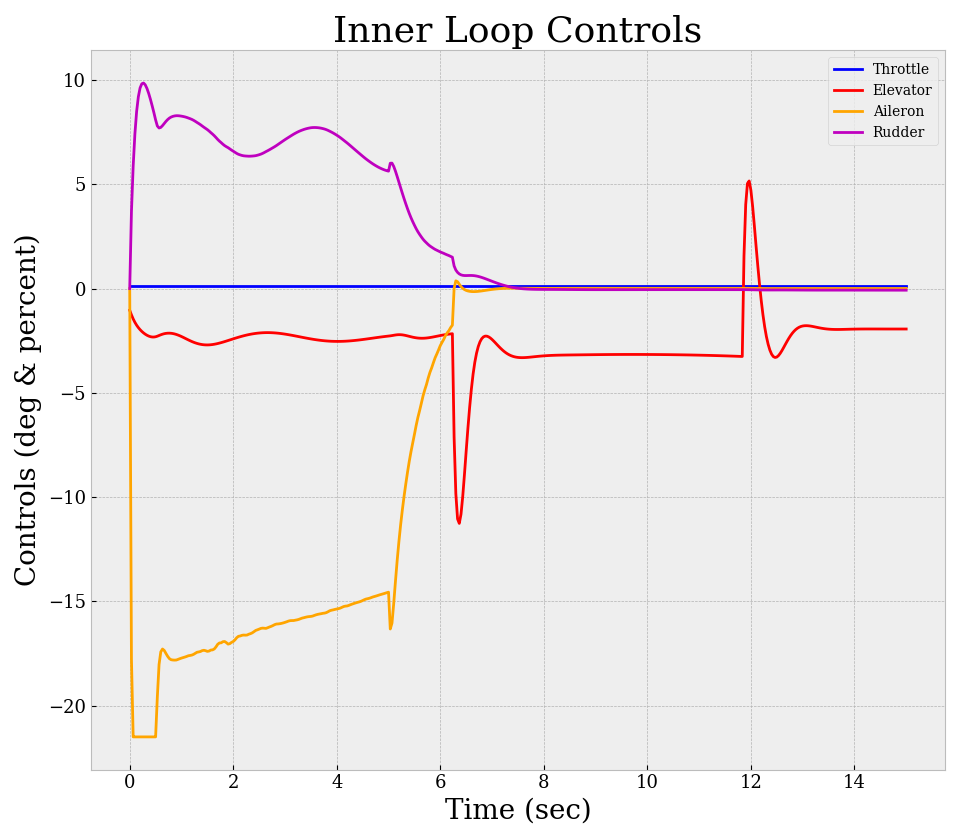 Inner Loop Controls
Throttle
Elevator
Aileron
Rudder
Controls (deg & percent)
10
5
0
−5
−10
−15
−20
0 2 4 6 8 10 12 14
Time (sec)